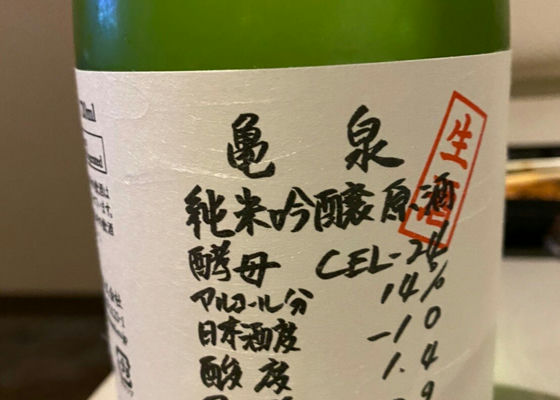 亀泉
生酒
純米吟醸原酒
酵母 CEL-24
アルコール分 14%
日本酒度 -10
酸度 1.4